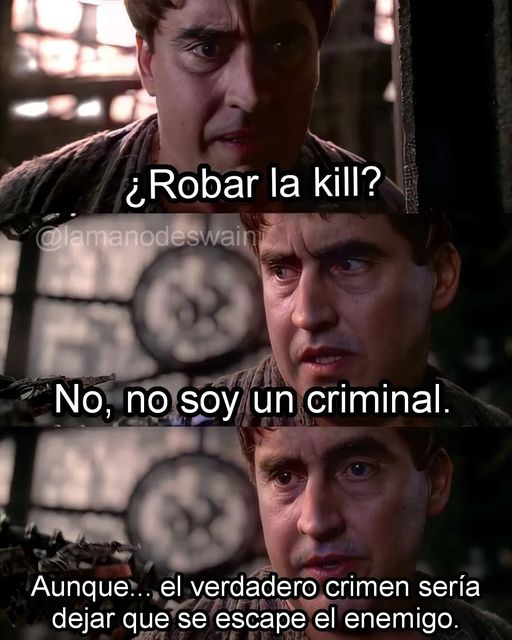 ¿Robar la kill?
@lamanodeswain
No, no soy un criminal.
Aunque... el verdadero crimen sería
dejar que se escape el enemigo.